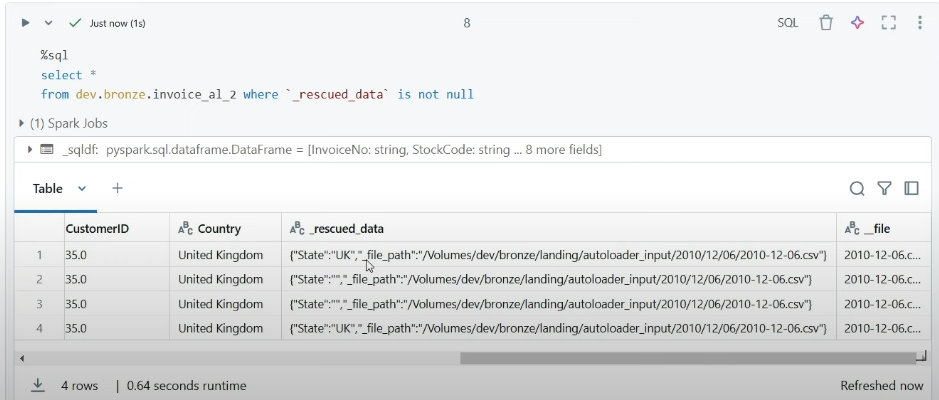 Just now (1s)
8
SQL
%sql
select *
from dev.bronze.invoice_al_2 where `_rescued_data` is not null
(1) Spark Jobs
_sqldf: pyspark.sql.dataframe.DataFrame = [InvoiceNo: string, StockCode: string ... 8 more fields]
Table
CustomerID Country _rescued_data __file
1 35.0 United Kingdom {"State":"UK","_file_path":"/Volumes/dev/bronze/landing/autoloader_input/2010/12/06/2010-12-06.csv"} 2010-12-06.c...
2 35.0 United Kingdom {"State":"","_file_path":"/Volumes/dev/bronze/landing/autoloader_input/2010/12/06/2010-12-06.csv"} 2010-12-06.c...
3 35.0 United Kingdom {"State":"","_file_path":"/Volumes/dev/bronze/landing/autoloader_input/2010/12/06/2010-12-06.csv"} 2010-12-06.c...
4 35.0 United Kingdom {"State":"UK","_file_path":"/Volumes/dev/bronze/landing/autoloader_input/2010/12/06/2010-12-06.csv"} 2010-12-06.c...
4 rows | 0.64 seconds runtime
Refreshed now